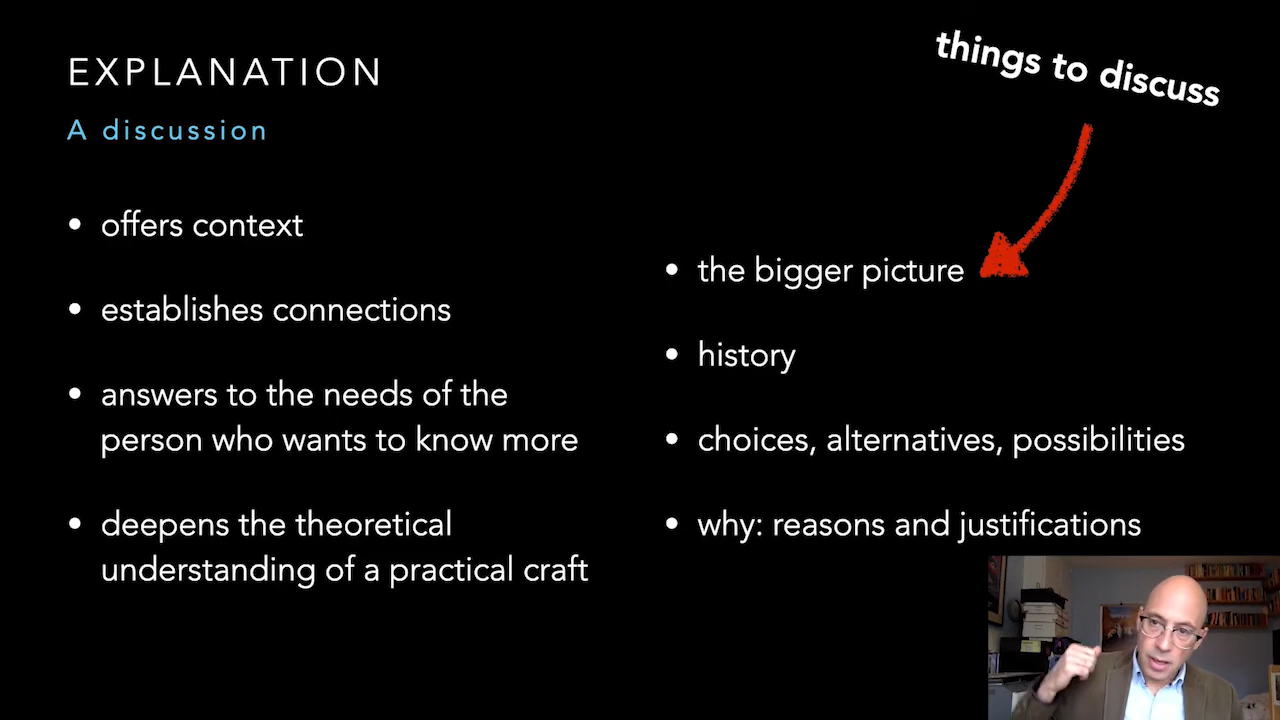 EXPLANATION
A discussion
• offers context
• establishes connections
• answers to the needs of the
person who wants to know more
• deepens the theoretical
understanding of a practical craft
things to discuss
• the bigger picture
• history
• choices, alternatives, possibilities
• why: reasons and justifications